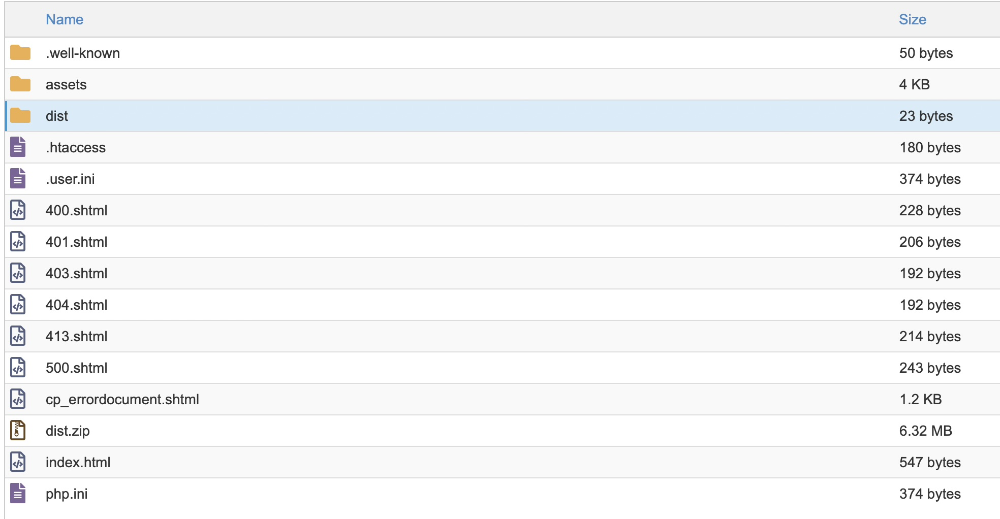 Name Size
.well-known 50 bytes
assets 4 KB
dist 23 bytes
.htaccess 180 bytes
.user.ini 374 bytes
400.shtml 228 bytes
401.shtml 206 bytes
403.shtml 192 bytes
404.shtml 192 bytes
413.shtml 214 bytes
500.shtml 243 bytes
cp_errordocument.shtml 1.2 KB
dist.zip 6.32 MB
index.html 547 bytes
php.ini 374 bytes